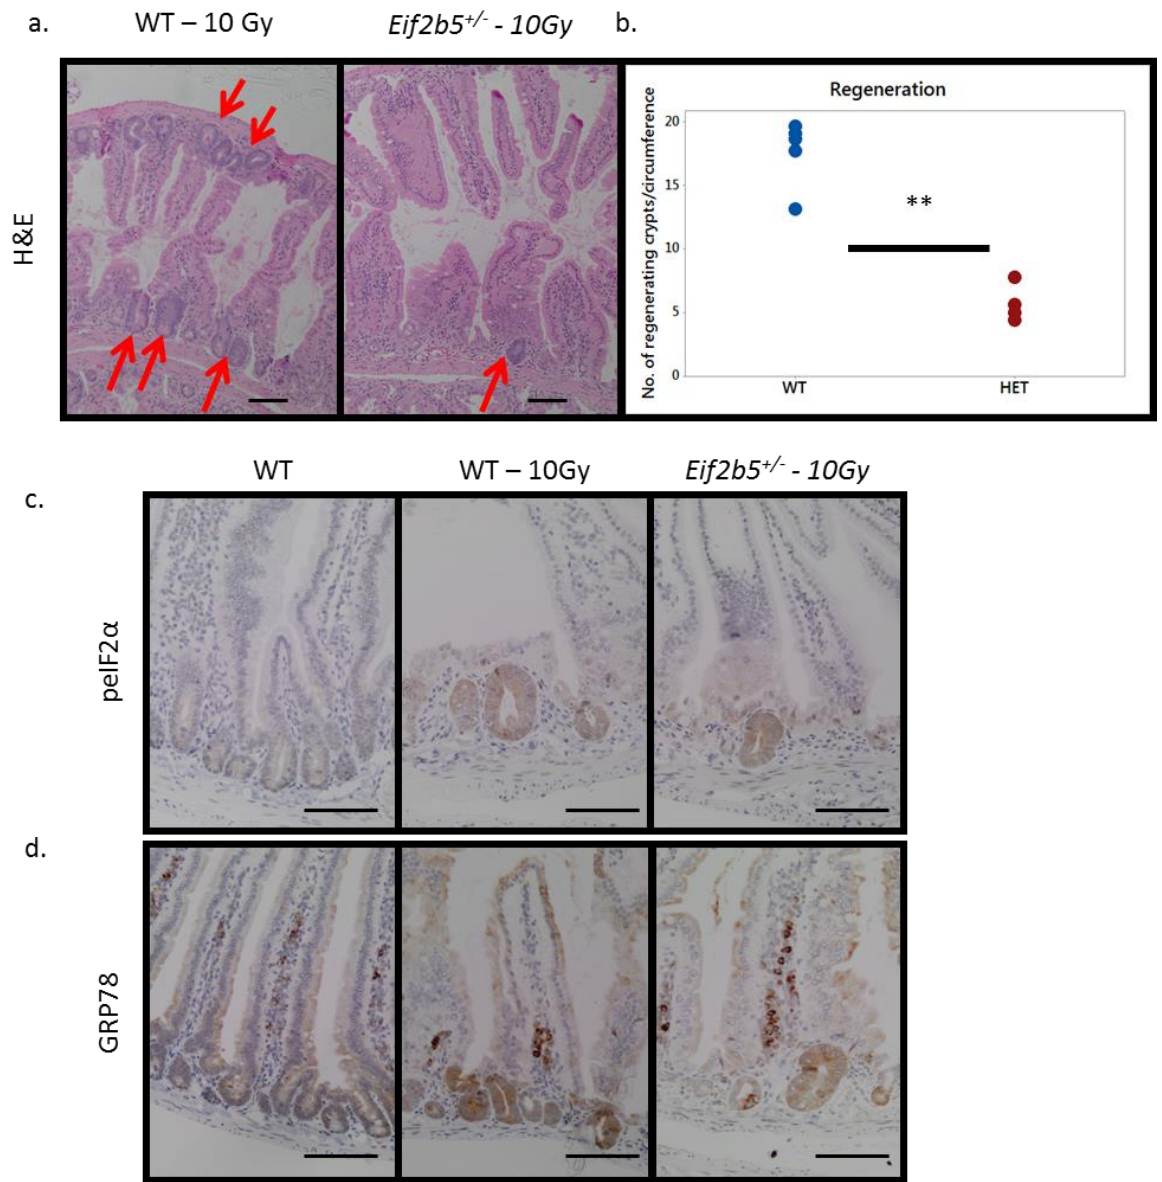 a.
WT – 10 Gy
Eif2b5+/- - 10Gy
b.
H&E
Regeneration
No. of regenerating crypts/circumference
20
15
10
5
0
**
WT
HET
WT
WT – 10Gy
Eif2b5+/- - 10Gy
c.
peIF2α
d.
GRP78